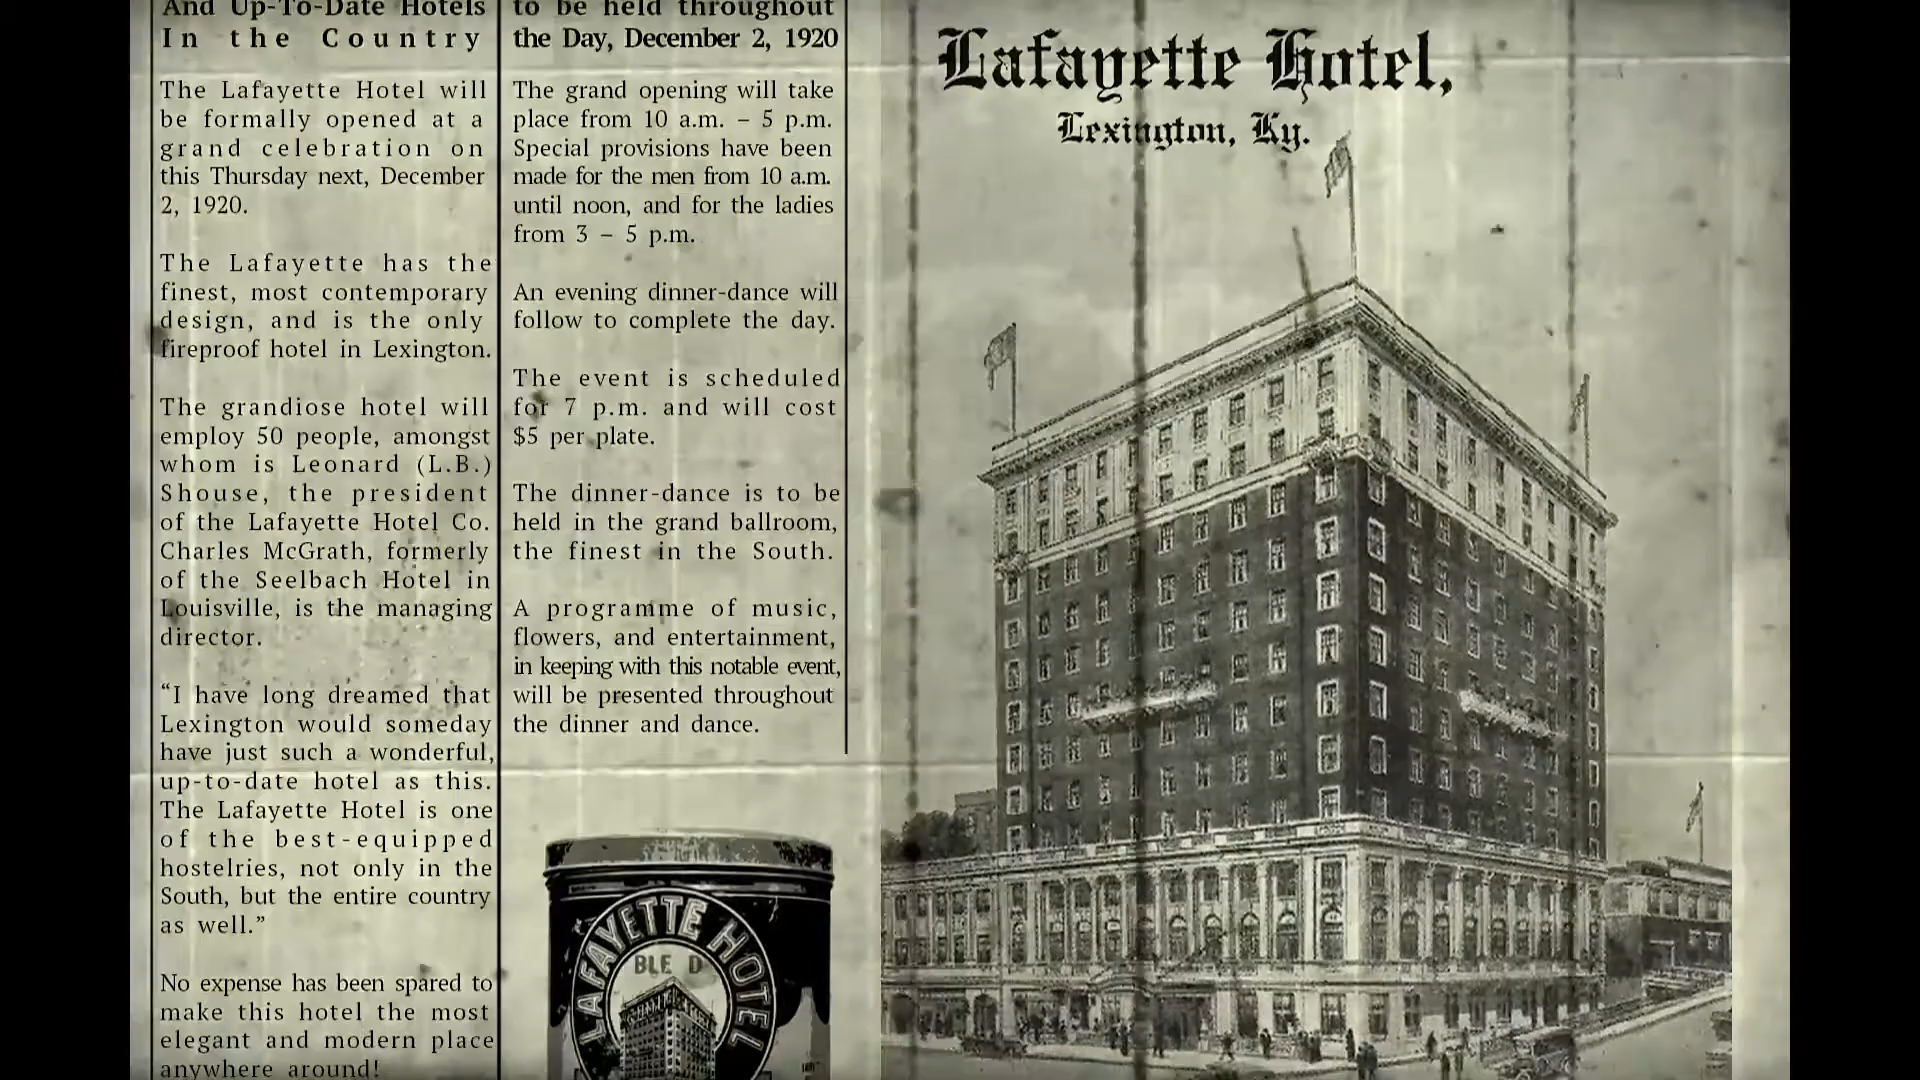 And Up-To-Date Hotels
In the Country
The Lafayette Hotel will
be formally opened at a
grand celebration on
this Thursday next, December
2, 1920.
The Lafayette has the
finest, most contemporary
design, and is the only
fireproof hotel in Lexington.
The grandiose hotel will
employ 50 people, amongst
whom is Leonard (L.B.)
Shouse, the president
of the Lafayette Hotel Co.
Charles McGrath, formerly
of the Seelbach Hotel in
Louisville, is the managing
director.
“I have long dreamed that
Lexington would someday
have just such a wonderful,
up-to-date hotel as this.
The Lafayette Hotel is one
of the best-equipped
hostelries, not only in the
South, but the entire country
as well.”
No expense has been spared to
make this hotel the most
elegant and modern place
anywhere around!
to be held throughout
the Day, December 2, 1920
The grand opening will take
place from 10 a.m. – 5 p.m.
Special provisions have been
made for the men from 10 a.m.
until noon, and for the ladies
from 3 – 5 p.m.
An evening dinner-dance will
follow to complete the day.
The event is scheduled
for 7 p.m. and will cost
$5 per plate.
The dinner-dance is to be
held in the grand ballroom,
the finest in the South.
A programme of music,
flowers, and entertainment,
in keeping with this notable event,
will be presented throughout
the dinner and dance.
LAFAYETTE HOTEL
BLE D
Lafayette Hotel,
Lexington, Ky.